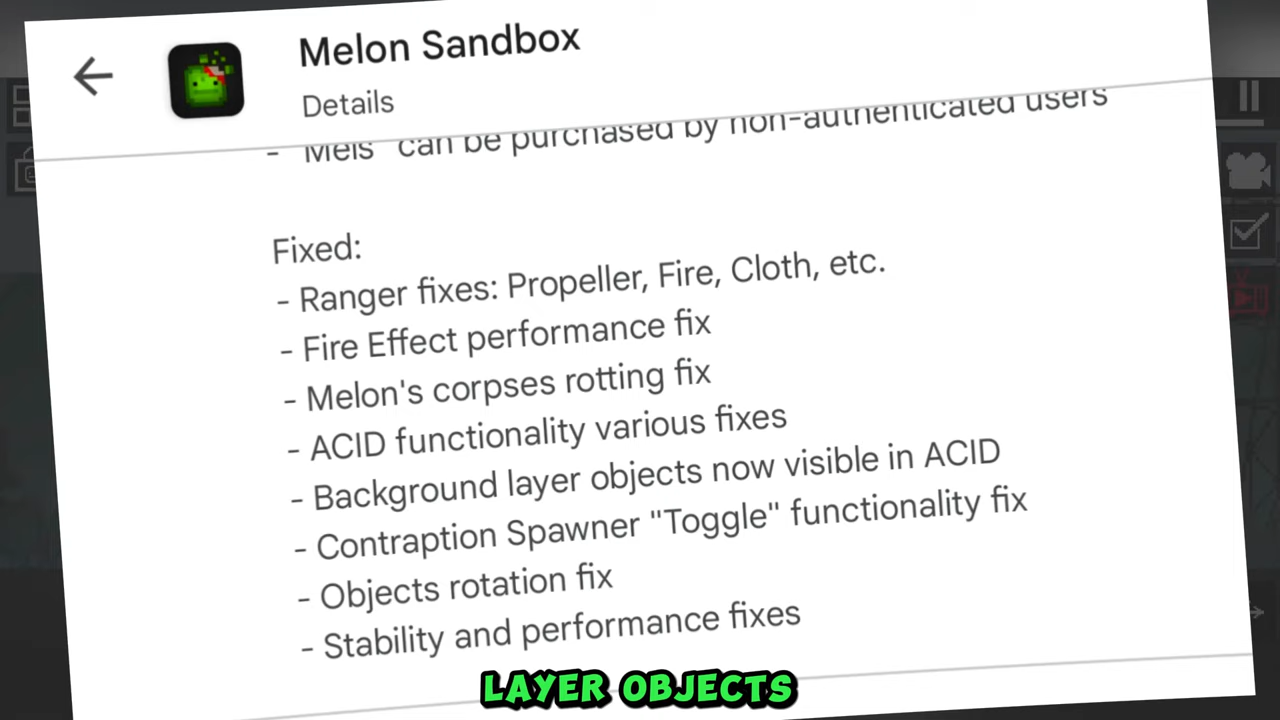 Melon Sandbox
Details
- "Mels" can be purchased by non-authenticated users
Fixed:
- Ranger fixes: Propeller, Fire, Cloth, etc.
- Fire Effect performance fix
- Melon's corpses rotting fix
- ACID functionality various fixes
- Background layer objects now visible in ACID
- Contraption Spawner "Toggle" functionality fix
- Objects rotation fix
- Stability and performance fixes
LAYER OBJECTS